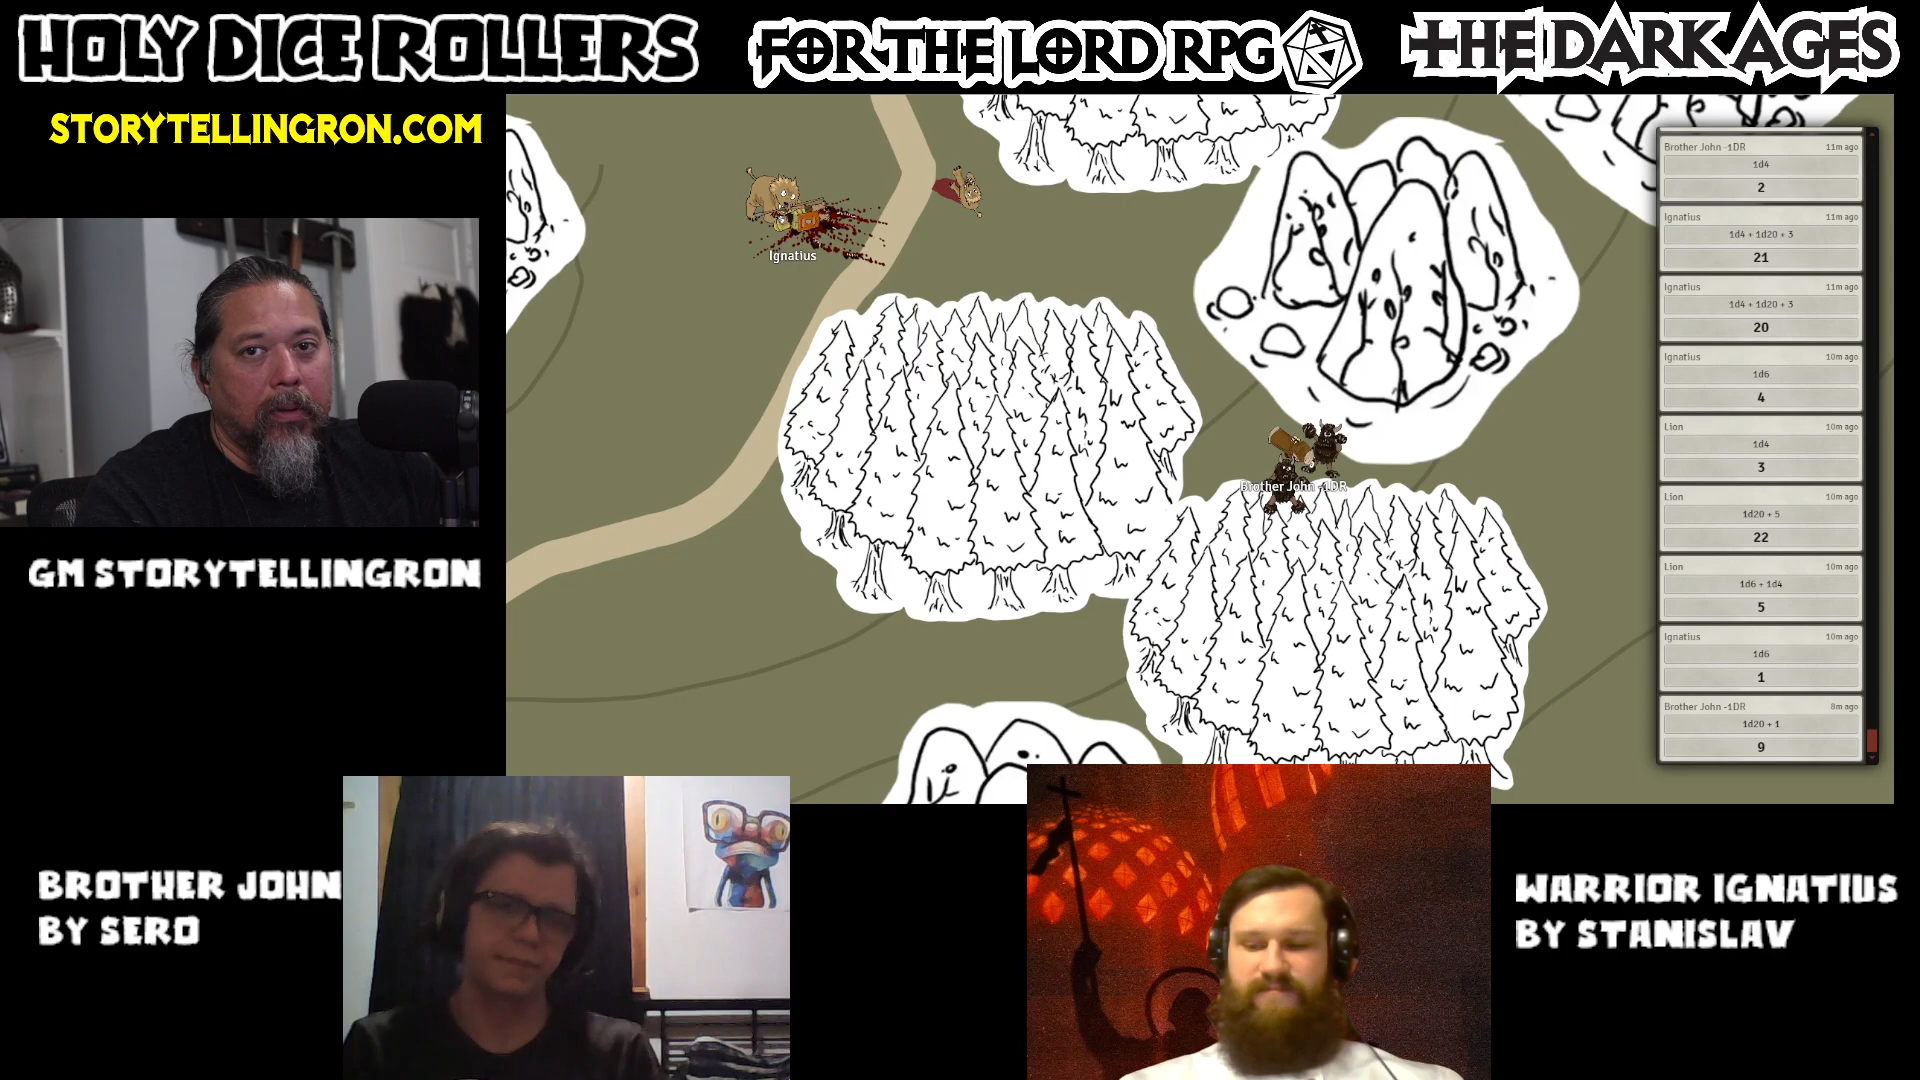 HOLY DICE ROLLERS
FOR THE LORD RPG
THE DARK AGES
STORYTELLINGRON.COM
GM STORYTELLINGRON
Ignatius
Brother John -1DR
Brother John -1DR 11m ago
1d4
2
Ignatius 11m ago
1d4 + 1d20 + 3
21
Ignatius 11m ago
1d4 + 1d20 + 3
20
Ignatius 10m ago
1d6
4
Lion 10m ago
1d4
3
Lion 10m ago
1d20 + 5
22
Lion 10m ago
1d6 + 1d4
5
Ignatius 10m ago
1d6
1
Brother John -1DR 8m ago
1d20 + 1
9
BROTHER JOHN
BY SERO
WARRIOR IGNATIUS
BY STANISLAV